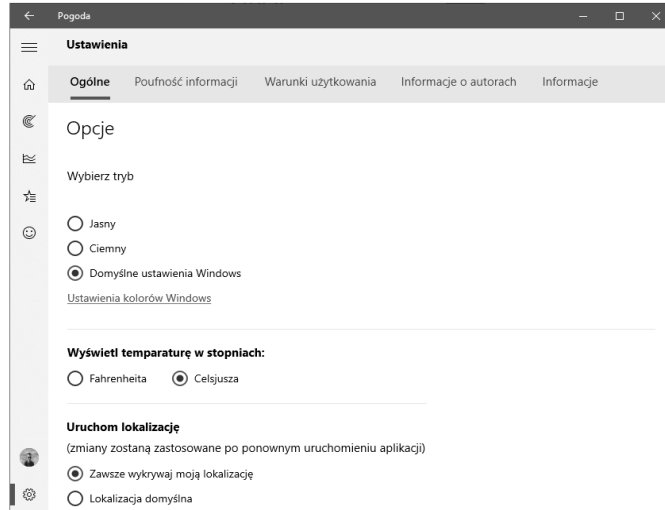 Pogoda
Ustawienia
Ogólne Poufność informacji Warunki użytkowania Informacje o autorach Informacje
Opcje
Wybierz tryb
Jasny
Ciemny
Domyślne ustawienia Windows
Ustawienia kolorów Windows
Wyświetl temparaturę w stopniach:
Fahrenheita Celsjusza
Uruchom lokalizację
(zmiany zostaną zastosowane po ponownym uruchomieniu aplikacji)
Zawsze wykrywaj moją lokalizację
Lokalizacja domyślna